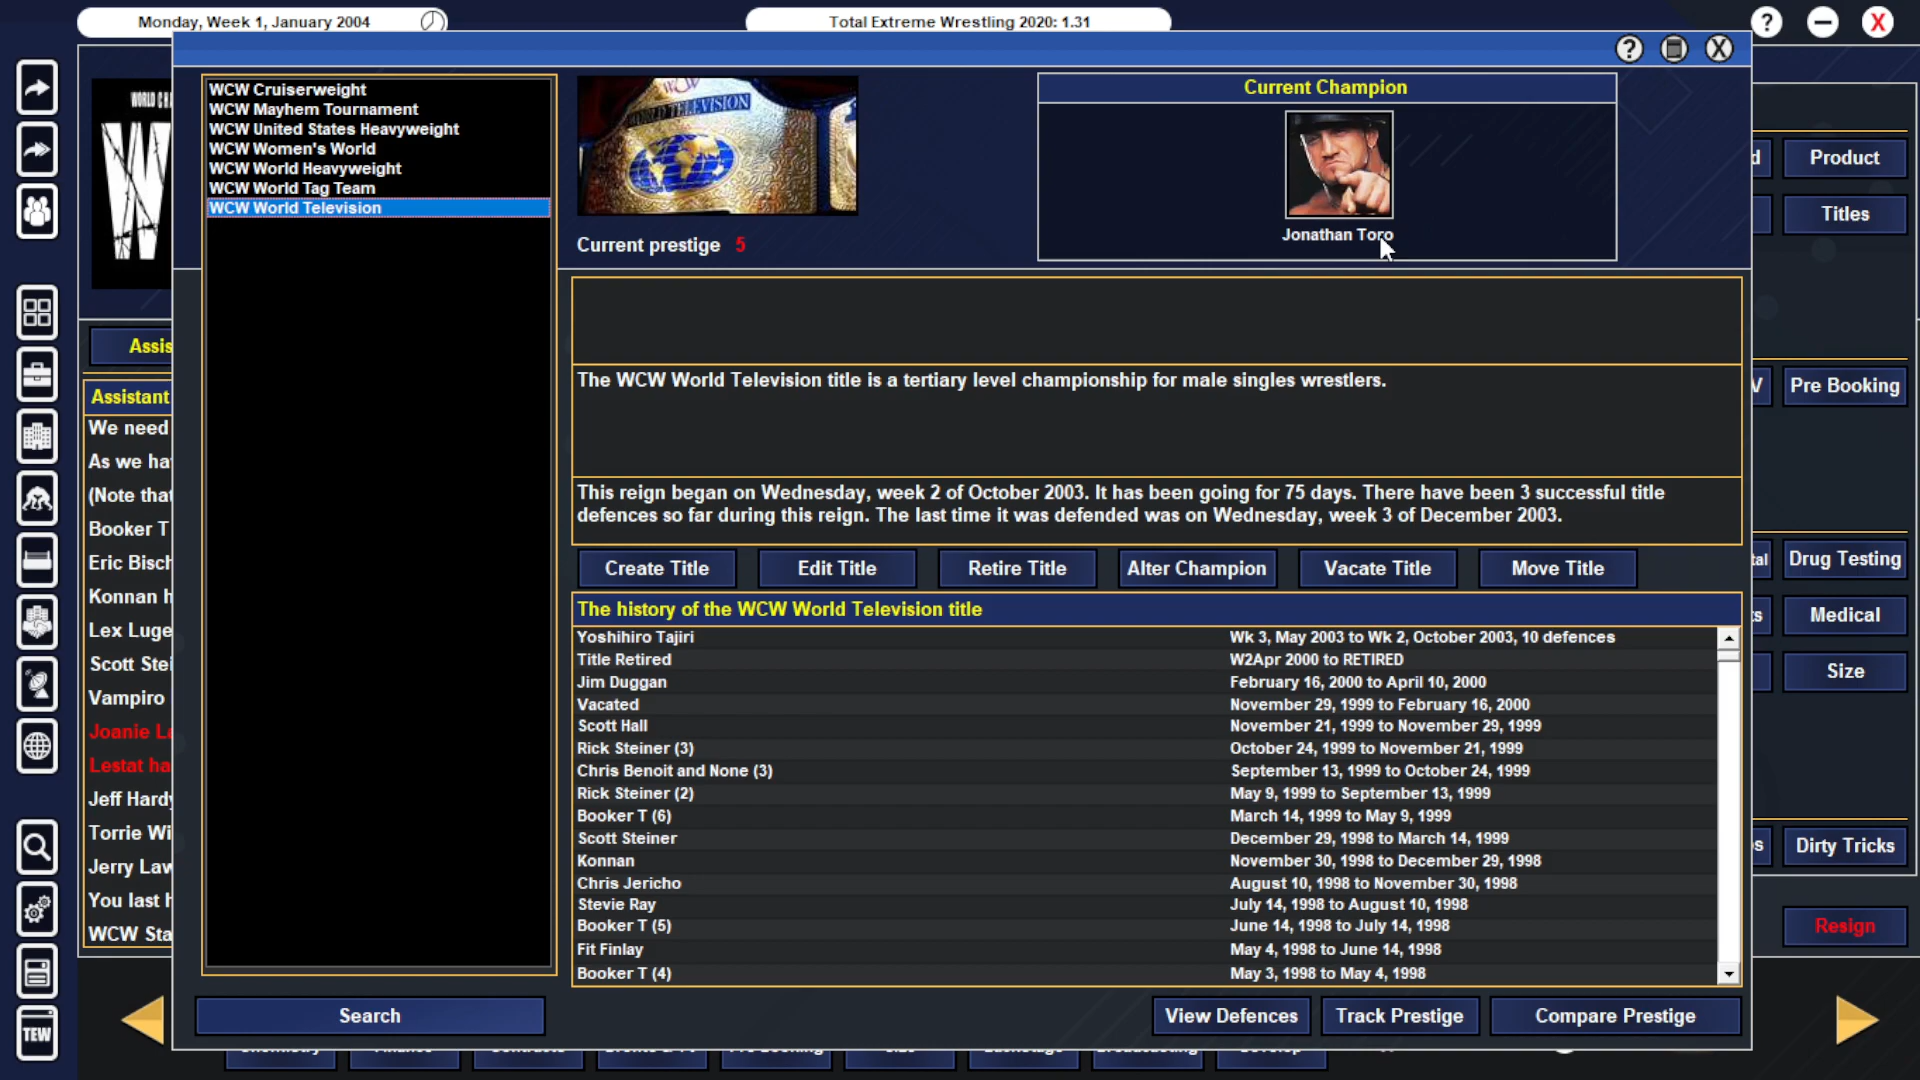 Monday, Week 1, January 2004
Total Extreme Wrestling 2020: 1.31
?
X
?
X
WCW Cruiserweight
WCW Mayhem Tournament
WCW United States Heavyweight
WCW Women's World
WCW World Heavyweight
WCW World Tag Team
WCW World Television
WORLD TELEVISION
Current prestige 5
Current Champion
Jonathan Toro
The WCW World Television title is a tertiary level championship for male singles wrestlers.
This reign began on Wednesday, week 2 of October 2003. It has been going for 75 days. There have been 3 successful title
defences so far during this reign. The last time it was defended was on Wednesday, week 3 of December 2003.
Create Title
Edit Title
Retire Title
Alter Champion
Vacate Title
Move Title
The history of the WCW World Television title
Yoshihiro Tajiri Wk 3, May 2003 to Wk 2, October 2003, 10 defences
Title Retired W2Apr 2000 to RETIRED
Jim Duggan February 16, 2000 to April 10, 2000
Vacated November 29, 1999 to February 16, 2000
Scott Hall November 21, 1999 to November 29, 1999
Rick Steiner (3) October 24, 1999 to November 21, 1999
Chris Benoit and None (3) September 13, 1999 to October 24, 1999
Rick Steiner (2) May 9, 1999 to September 13, 1999
Booker T (6) March 14, 1999 to May 9, 1999
Scott Steiner December 29, 1998 to March 14, 1999
Konnan November 30, 1998 to December 29, 1998
Chris Jericho August 10, 1998 to November 30, 1998
Stevie Ray July 14, 1998 to August 10, 1998
Booker T (5) June 14, 1998 to July 14, 1998
Fit Finlay May 4, 1998 to June 14, 1998
Booker T (4) May 3, 1998 to May 4, 1998
Search
View Defences
Track Prestige
Compare Prestige
WORLD CH
W
Assis
Assistant
We need
As we ha
(Note that
Booker T
Eric Bisch
Konnan h
Lex Luge
Scott Stei
Vampiro
Joanie La
Lestat ha
Jeff Hardy
Torrie Wi
Jerry Law
You last h
WCW Sta
TEW
Product
Titles
Pre Booking
Drug Testing
Medical
Size
Dirty Tricks
Resign